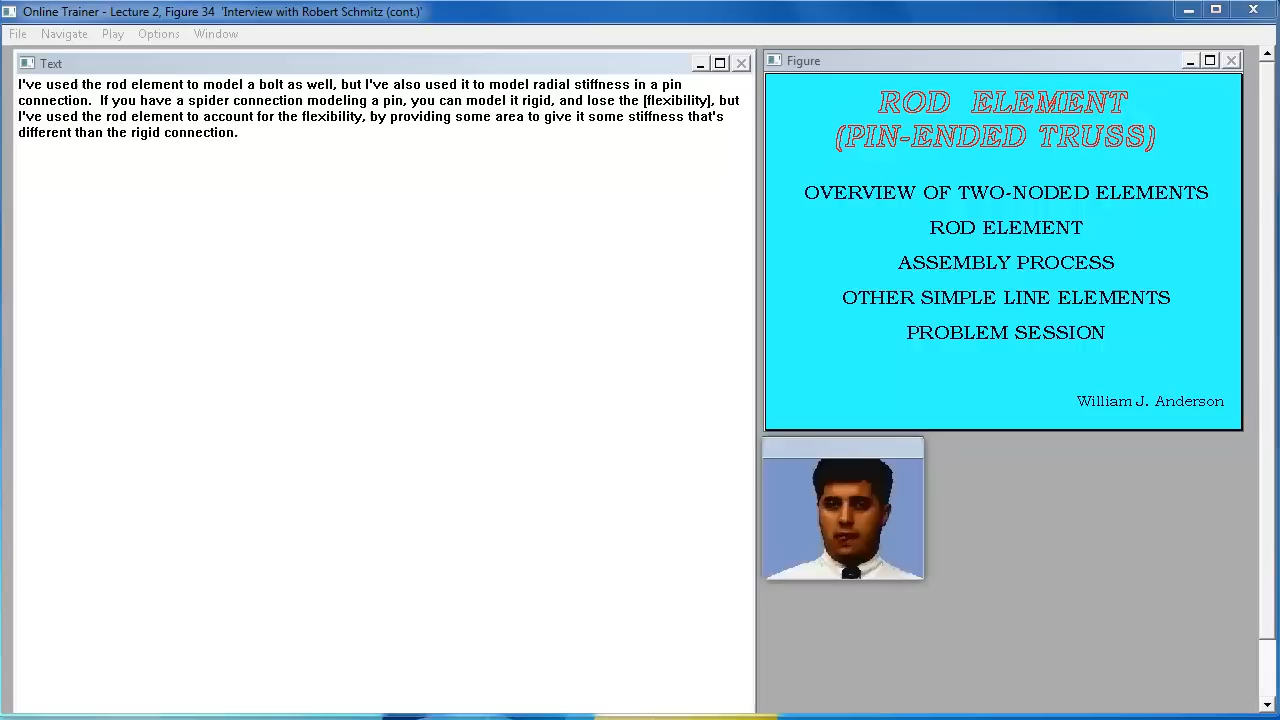 Online Trainer - Lecture 2, Figure 34  'Interview with Robert Schmitz (cont.)'
File Navigate Play Options Window
Text
I've used the rod element to model a bolt as well, but I've also used it to model radial stiffness in a pin
connection.  If you have a spider connection modeling a pin, you can model it rigid, and lose the [flexibility], but
I've used the rod element to account for the flexibility, by providing some area to give it some stiffness that's
different than the rigid connection.
Figure
ROD ELEMENT
(PIN-ENDED TRUSS)
OVERVIEW OF TWO-NODED ELEMENTS
ROD ELEMENT
ASSEMBLY PROCESS
OTHER SIMPLE LINE ELEMENTS
PROBLEM SESSION
William J. Anderson